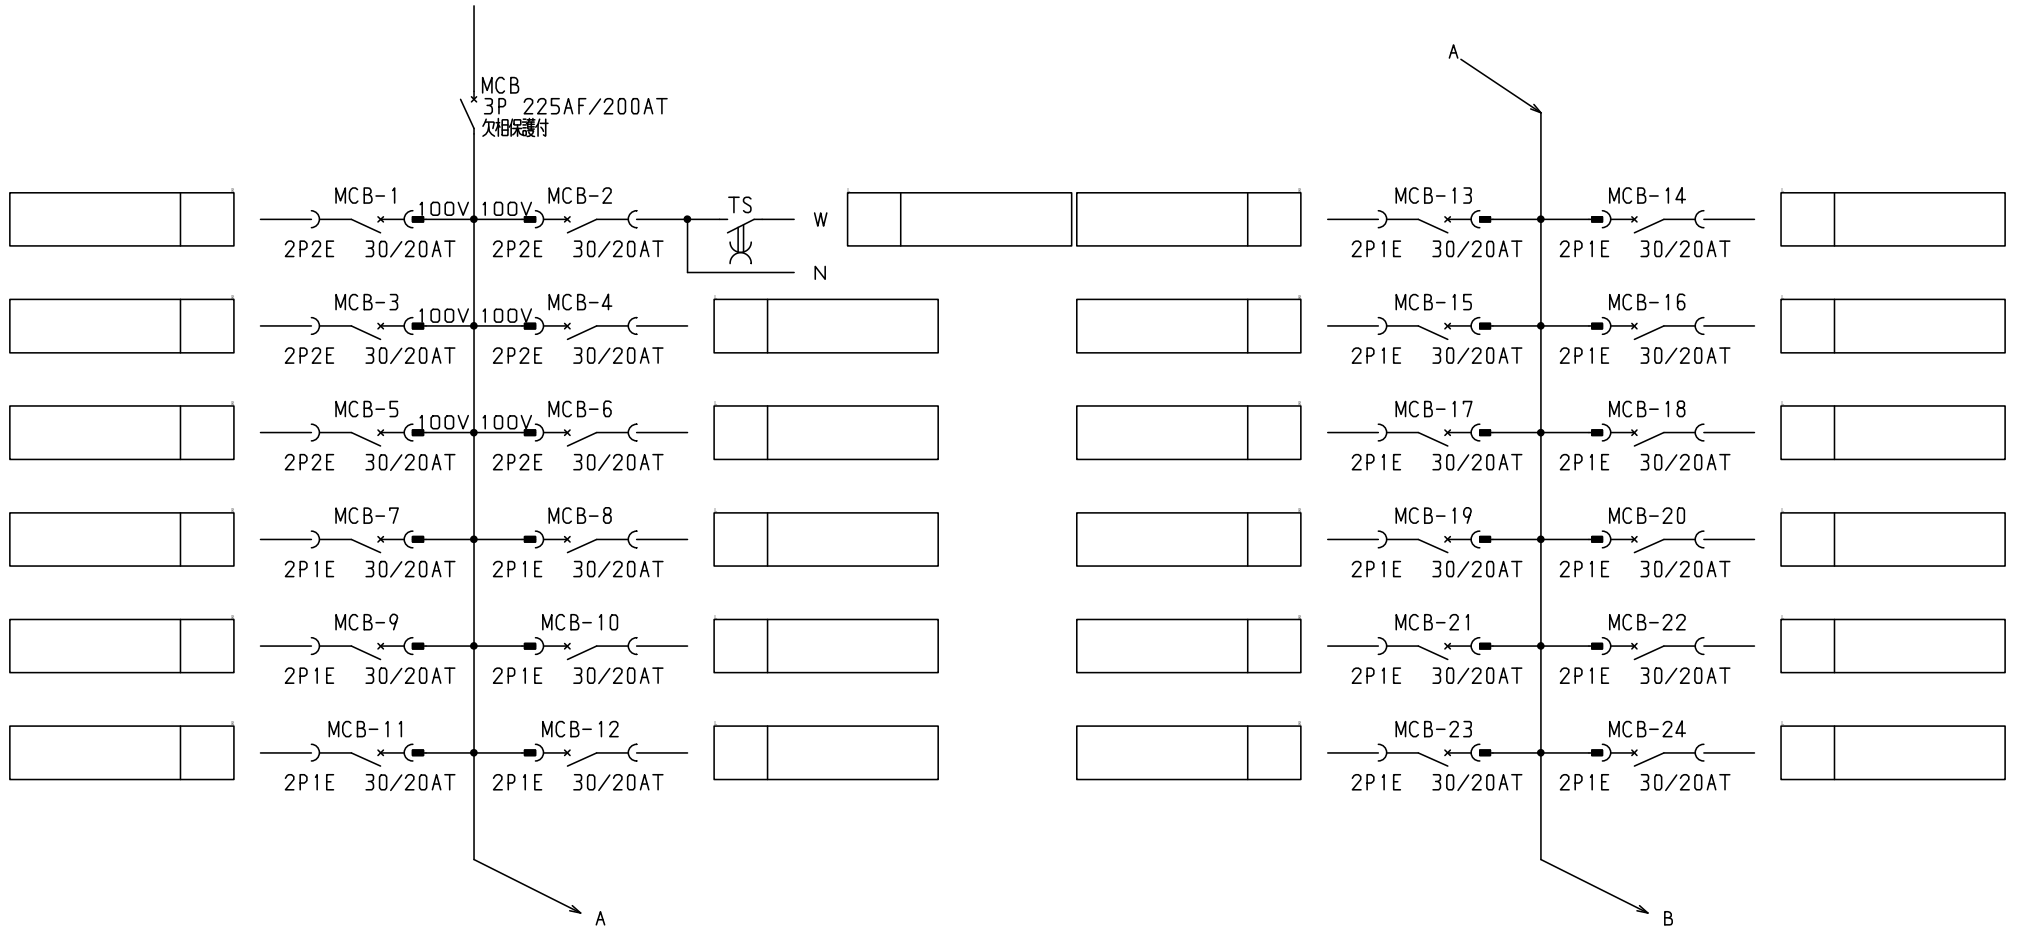 MCB
3P 225AF/200AT
欠相保護付
MCB-1 100V 100V MCB-2 TS W
2P2E 30/20AT 2P2E 30/20AT
N
MCB-3 100V 100V MCB-4
2P2E 30/20AT 2P2E 30/20AT
MCB-5 100V 100V MCB-6
2P2E 30/20AT 2P2E 30/20AT
MCB-7 MCB-8
2P1E 30/20AT 2P1E 30/20AT
MCB-9 MCB-10
2P1E 30/20AT 2P1E 30/20AT
MCB-11 MCB-12
2P1E 30/20AT 2P1E 30/20AT
A
A
MCB-13 MCB-14
2P1E 30/20AT 2P1E 30/20AT
MCB-15 MCB-16
2P1E 30/20AT 2P1E 30/20AT
MCB-17 MCB-18
2P1E 30/20AT 2P1E 30/20AT
MCB-19 MCB-20
2P1E 30/20AT 2P1E 30/20AT
MCB-21 MCB-22
2P1E 30/20AT 2P1E 30/20AT
MCB-23 MCB-24
2P1E 30/20AT 2P1E 30/20AT
B